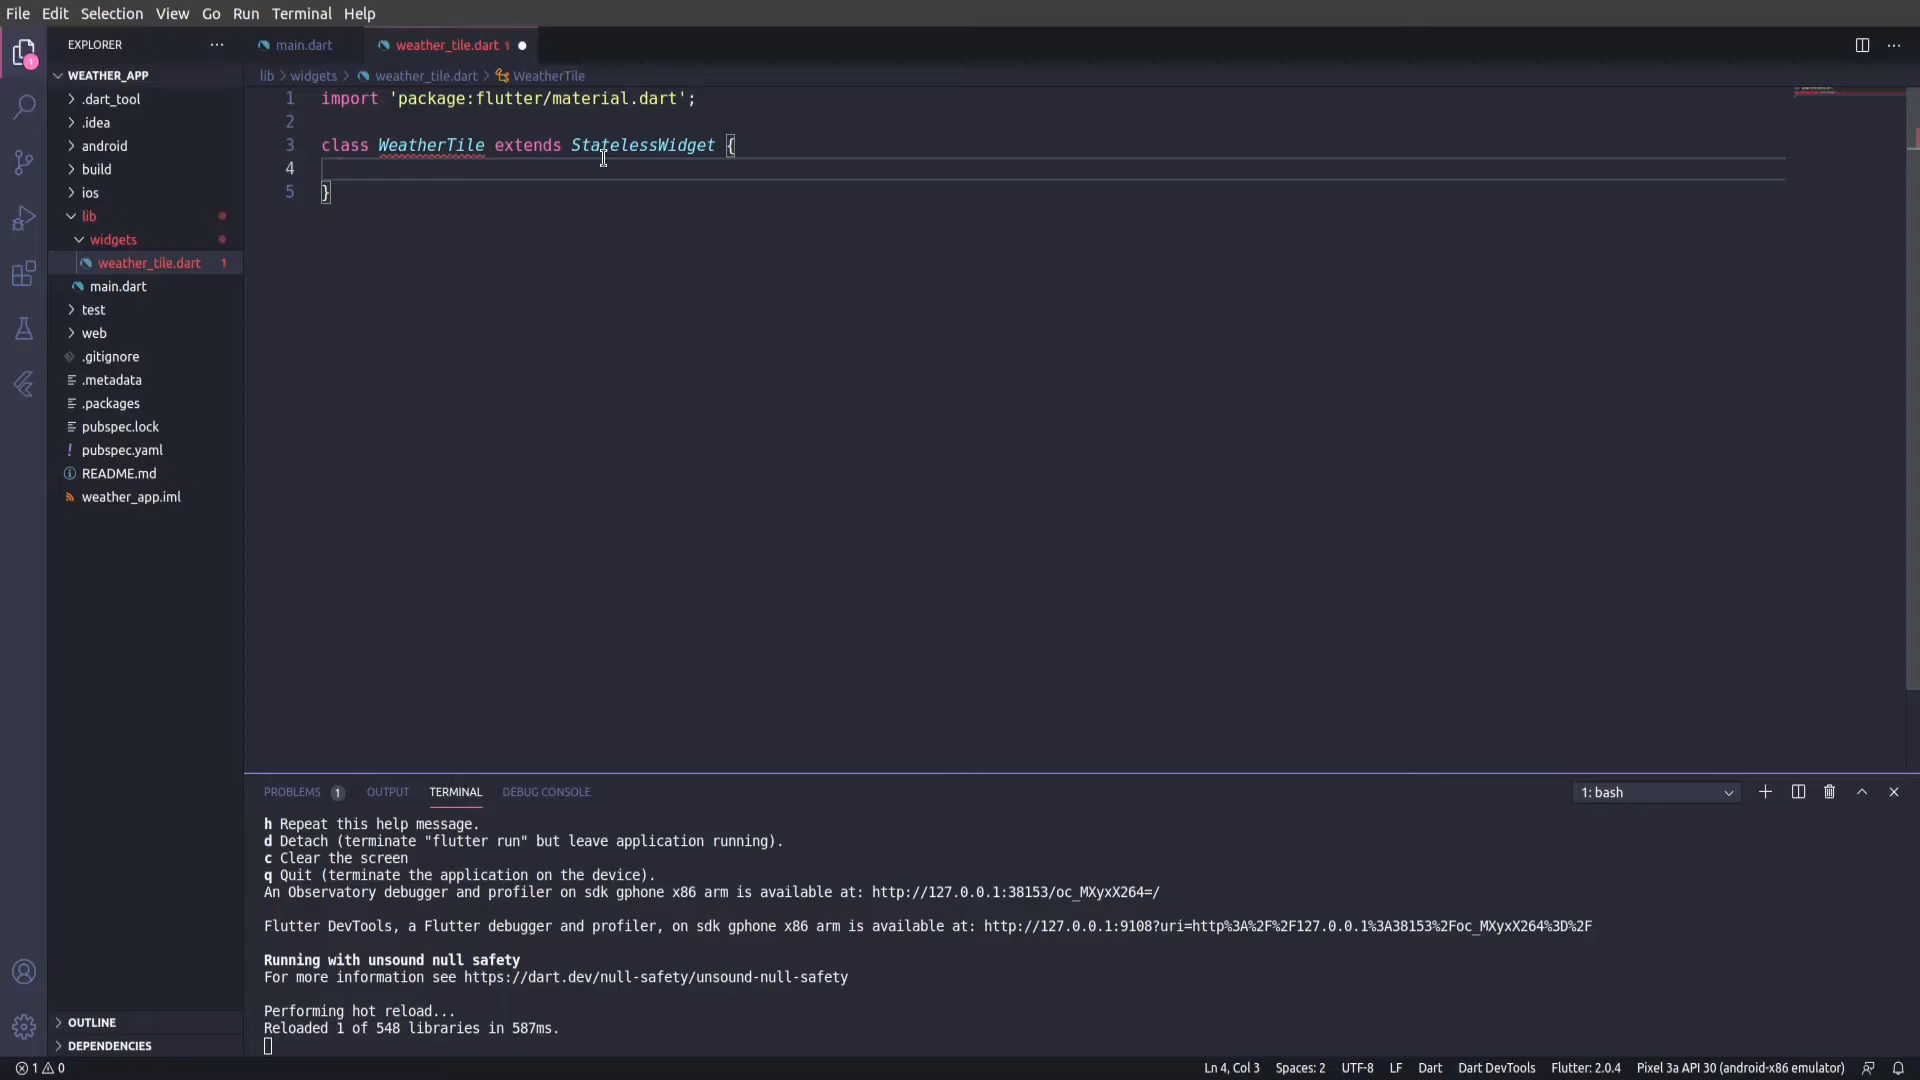 File Edit Selection View Go Run Terminal Help
EXPLORER
WEATHER_APP
.dart_tool
.idea
android
build
ios
lib
widgets
weather_tile.dart 1
main.dart
test
web
.gitignore
.metadata
.packages
pubspec.lock
pubspec.yaml
README.md
weather_app.iml
OUTLINE
DEPENDENCIES
main.dart weather_tile.dart 1
lib > widgets > weather_tile.dart > WeatherTile
1 import 'package:flutter/material.dart';
2
3 class WeatherTile extends StatelessWidget {
4
5 }
PROBLEMS 1 OUTPUT TERMINAL DEBUG CONSOLE 1: bash
h Repeat this help message.
d Detach (terminate "flutter run" but leave application running).
c Clear the screen
q Quit (terminate the application on the device).
An Observatory debugger and profiler on sdk gphone x86 arm is available at: http://127.0.0.1:38153/oc_MXyxX264=/
Flutter DevTools, a Flutter debugger and profiler, on sdk gphone x86 arm is available at: http://127.0.0.1:9108?uri=http%3A%2F%2F127.0.0.1%3A38153%2Foc_MXyxX264%3D%2F
Running with unsound null safety
For more information see https://dart.dev/null-safety/unsound-null-safety
Performing hot reload...
Reloaded 1 of 548 libraries in 587ms.
1 0 Ln 4, Col 3 Spaces: 2 UTF-8 LF Dart Dart DevTools Flutter: 2.0.4 Pixel 3a API 30 (android-x86 emulator)